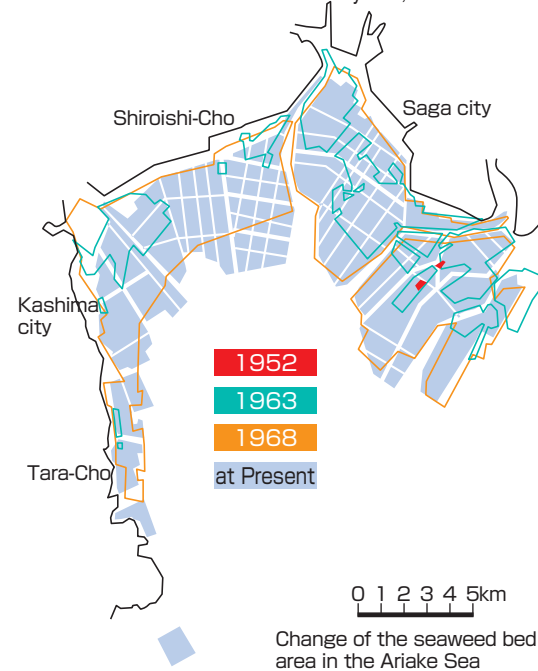 Shiroishi-Cho
Saga city
Kashima
city
1952
1963
1968
at Present
Tara-Cho
0 1 2 3 4 5km
Change of the seaweed bed
area in the Ariake Sea